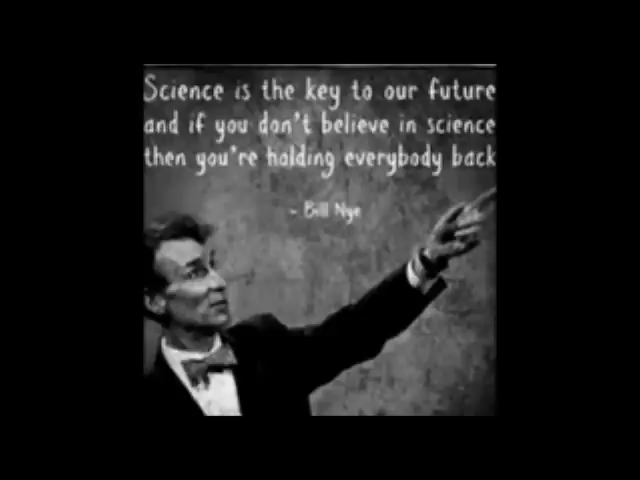 Science is the key to our future
and if you don't believe in science
then you're holding everybody back
- Bill Nye